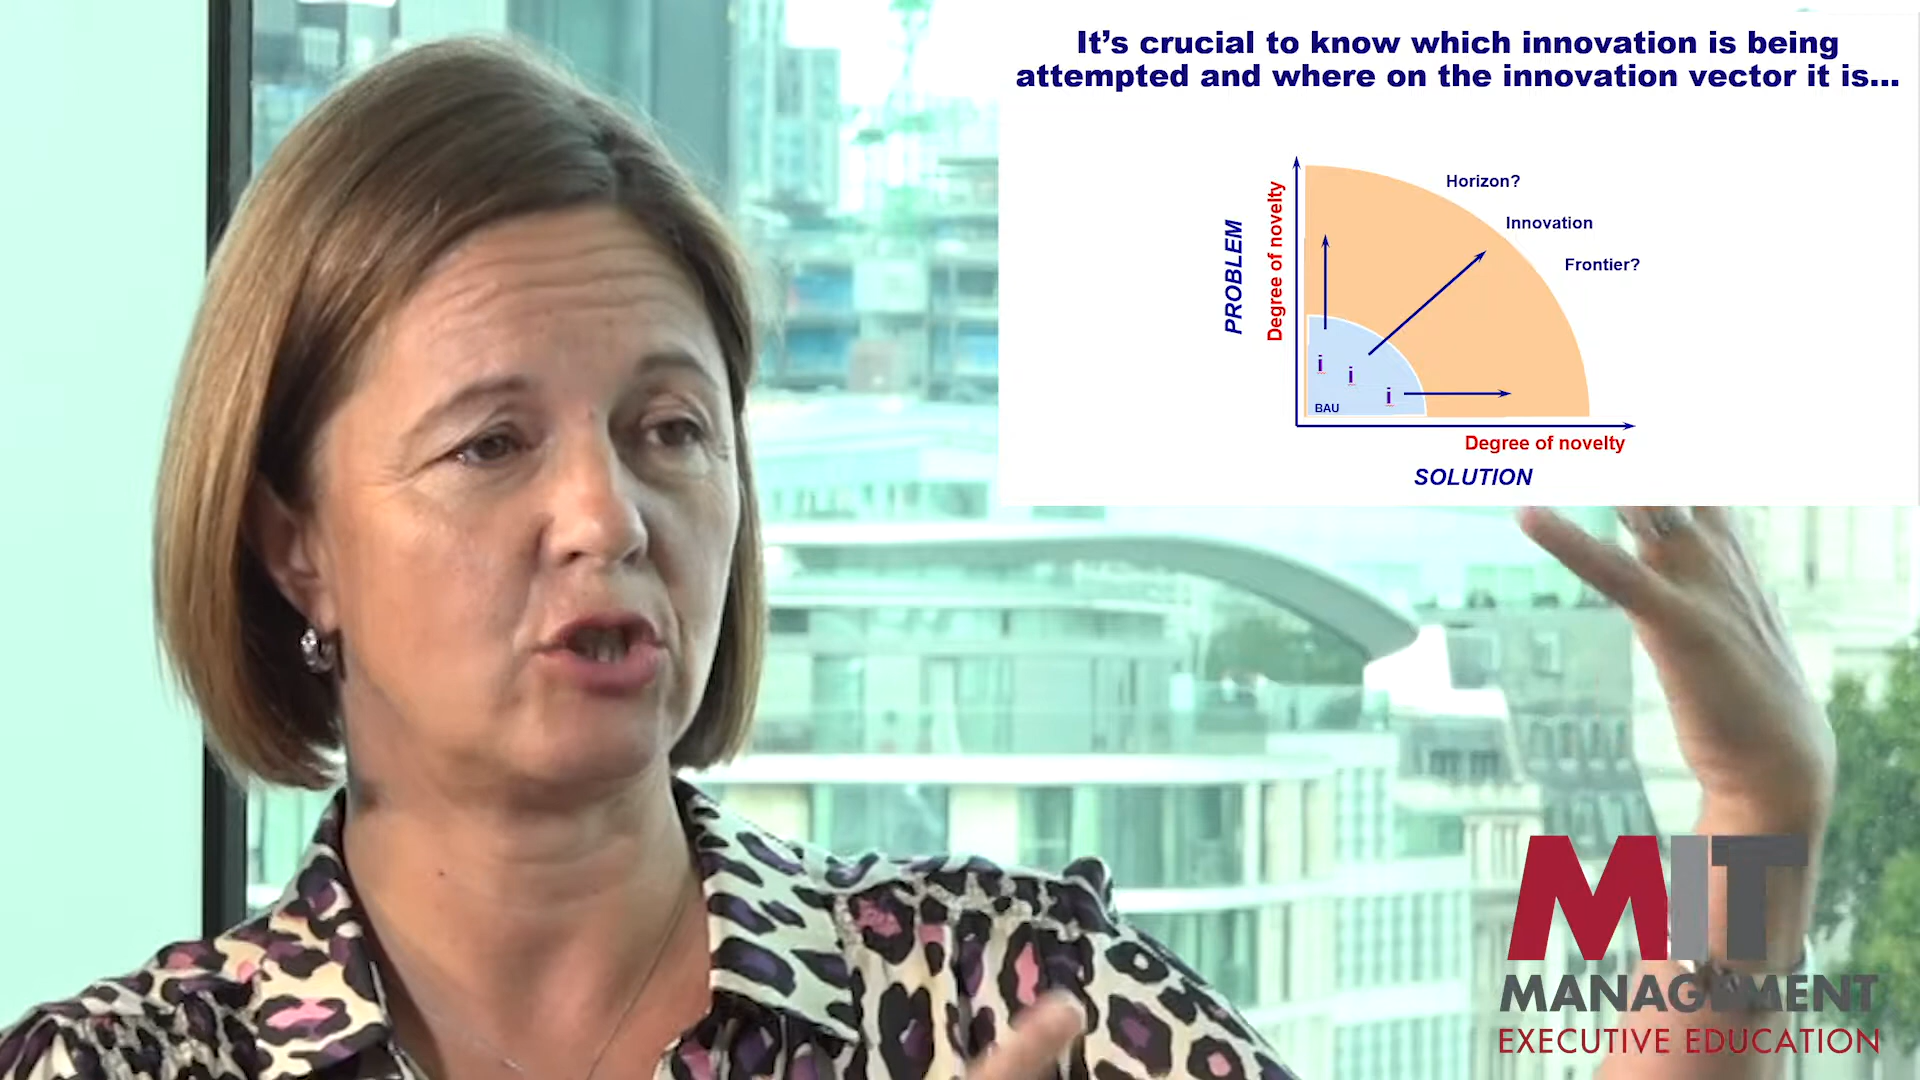 It's crucial to know which innovation is being
attempted and where on the innovation vector it is...
Horizon?
Innovation
Frontier?
PROBLEM
Degree of novelty
i
i
i
BAU
Degree of novelty
SOLUTION
MIT
MANAGEMENT
EXECUTIVE EDUCATION